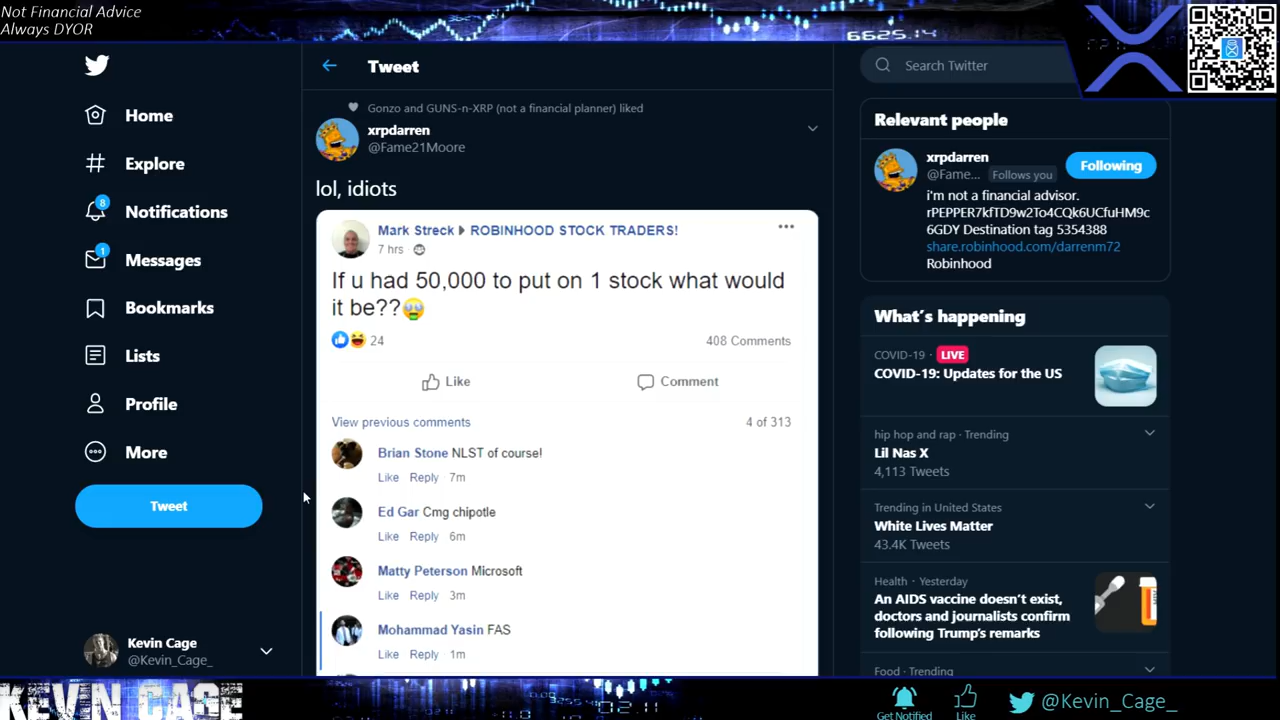 Not Financial Advice
Always DYOR
6625.14
Tweet
Search Twitter
Home
Explore
8
Notifications
1
Messages
Bookmarks
Lists
Profile
More
Tweet
Kevin Cage
@Kevin_Cage_
Gonzo and GUNS-n-XRP (not a financial planner) liked
xrpdarren
@Fame21Moore
lol, idiots
Mark Streck ROBINHOOD STOCK TRADERS!
7 hrs ·
If u had 50,000 to put on 1 stock what would
it be??
24
408 Comments
Like
Comment
View previous comments
4 of 313
Brian Stone NLST of course!
Like Reply 7m
Ed Gar Cmg chipotle
Like Reply 6m
Matty Peterson Microsoft
Like Reply 3m
Mohammad Yasin FAS
Like Reply 1m
Relevant people
xrpdarren
@Fame... Follows you
Following
i'm not a financial advisor.
rPEPPER7kfTD9w2To4CQk6UCfuHM9c
6GDY Destination tag 5354388
share.robinhood.com/darrenm72
Robinhood
What's happening
COVID-19 · LIVE
COVID-19: Updates for the US
hip hop and rap · Trending
Lil Nas X
4,113 Tweets
Trending in United States
White Lives Matter
43.4K Tweets
Health · Yesterday
An AIDS vaccine doesn't exist,
doctors and journalists confirm
following Trump's remarks
Food · Trending
KEVIN CAGE
Get Notified
Like
@Kevin_Cage_